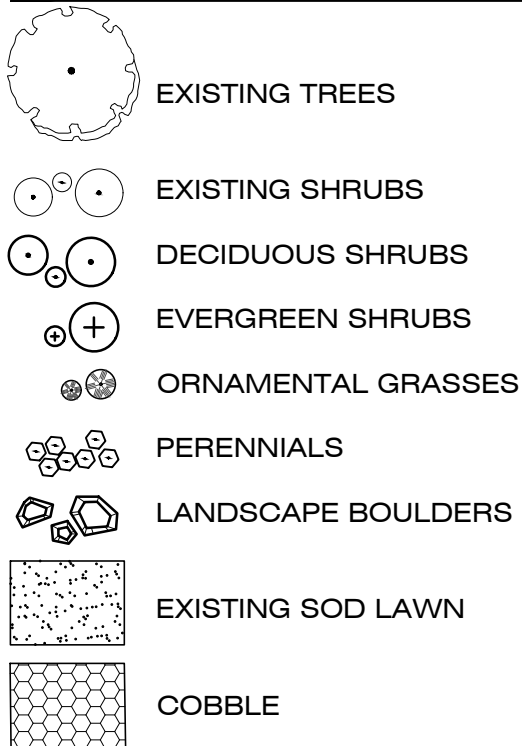 EXISTING TREES
EXISTING SHRUBS
DECIDUOUS SHRUBS
EVERGREEN SHRUBS
ORNAMENTAL GRASSES
PERENNIALS
LANDSCAPE BOULDERS
EXISTING SOD LAWN
COBBLE